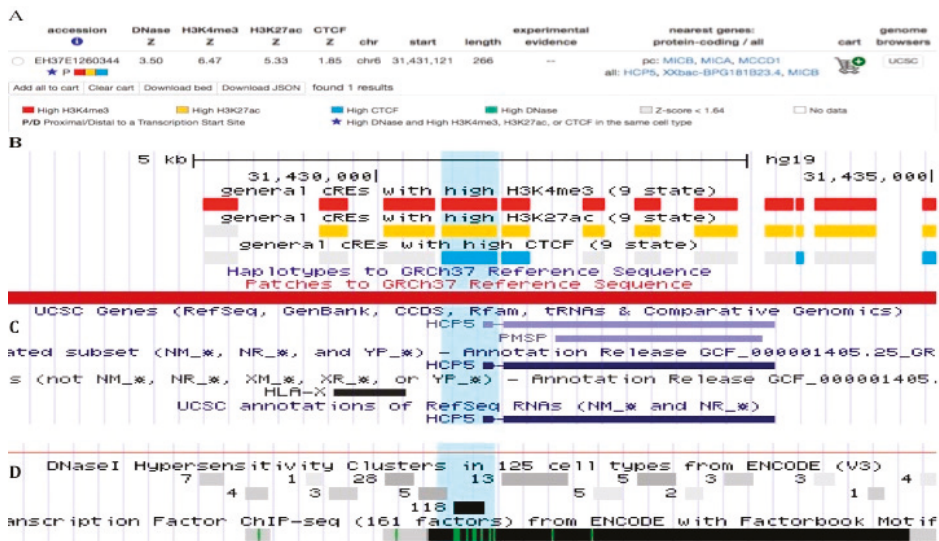 A
accession DNase H3K4me3 H3K27ac CTCF experimental nearest genes: genome
Z Z Z Z chr start length evidence protein-coding / all cart browsers
EH37E1260344 3.50 6.47 5.33 1.85 chr6 31,431,121 266 -- pc: MICB, MICA, MCCD1 UCSC
P all: HCP5, XXbac-BPG181B23.4, MICB
Add all to cart Clear cart Download bed Download JSON found 1 results
High H3K4me3 High H3K27ac High CTCF High DNase Z-score < 1.64 No data
P/D Proximal/Distal to a Transcription Start Site ★ High DNase and High H3K4me3, H3K27ac, or CTCF in the same cell type
B
5 kb hg19
31,430,000| 31,435,000|
general cREs with high H3K4me3 (9 state)
general cREs with high H3K27ac (9 state)
general cREs with high CTCF (9 state)
Haplotypes to GRCh37 Reference Sequence
Patches to GRCh37 Reference Sequence
UCSC Genes (RefSeq, GenBank, CCDS, Rfam, tRNAs & Comparative Genomics)
C HCP5
PMSP
ated subset (NM_*, NR_*, and YP_*) - Annotation Release GCF_000001405.25_GR
HCP5
s (not NM_*, NR_*, XM_*, XR_*, or YP_*) - Annotation Release GCF_000001405.
HLA-X
UCSC annotations of RefSeq RNAs (NM_* and NR_*)
HCP5
D DNaseI Hypersensitivity Clusters in 125 cell types from ENCODE (V3)
7 1 28 13 5 3 4
4 3 5 5 2 1
118
anscription Factor ChIP-seq (161 factors) from ENCODE with Factorbook Motif